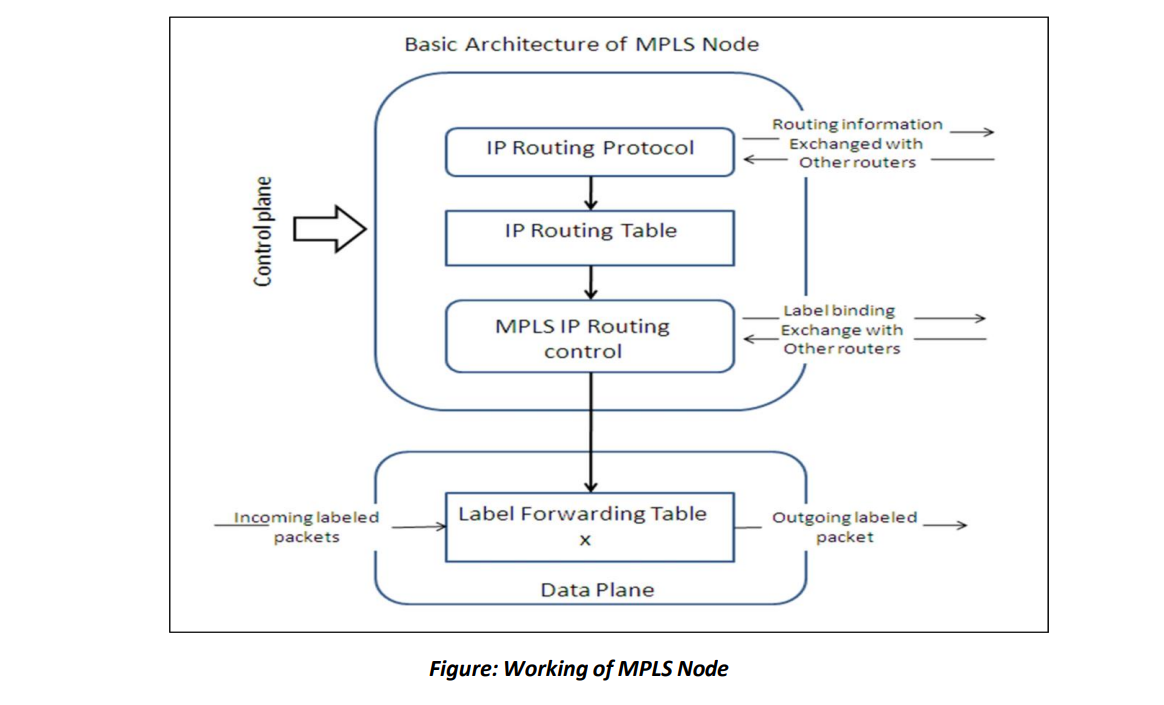 Basic Architecture of MPLS Node
IP Routing Protocol
Routing information
Exchanged with
Other routers
Control plane
IP Routing Table
MPLS IP Routing
control
Label binding
Exchange with
Other routers
Incoming labeled
packets
Label Forwarding Table
x
Outgoing labeled
packet
Data Plane
Figure: Working of MPLS Node